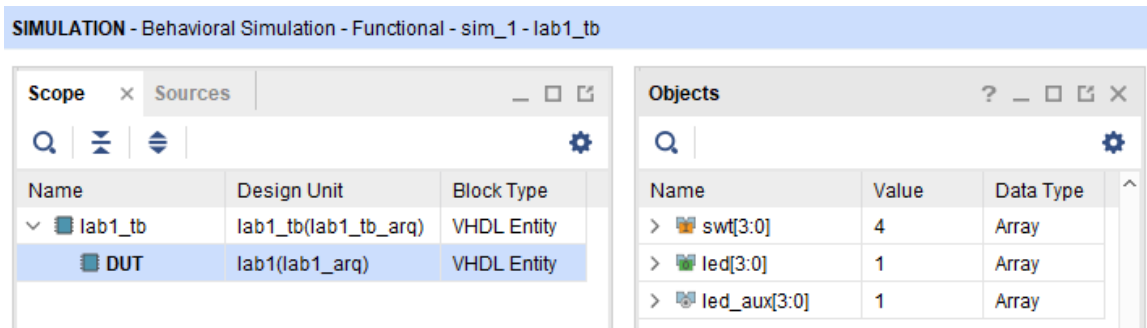 SIMULATION - Behavioral Simulation - Functional - sim_1 - lab1_tb
Scope Sources
Name Design Unit Block Type
lab1_tb lab1_tb(lab1_tb_arq) VHDL Entity
DUT lab1(lab1_arq) VHDL Entity
Objects ?
Name Value Data Type
swt[3:0] 4 Array
led[3:0] 1 Array
led_aux[3:0] 1 Array